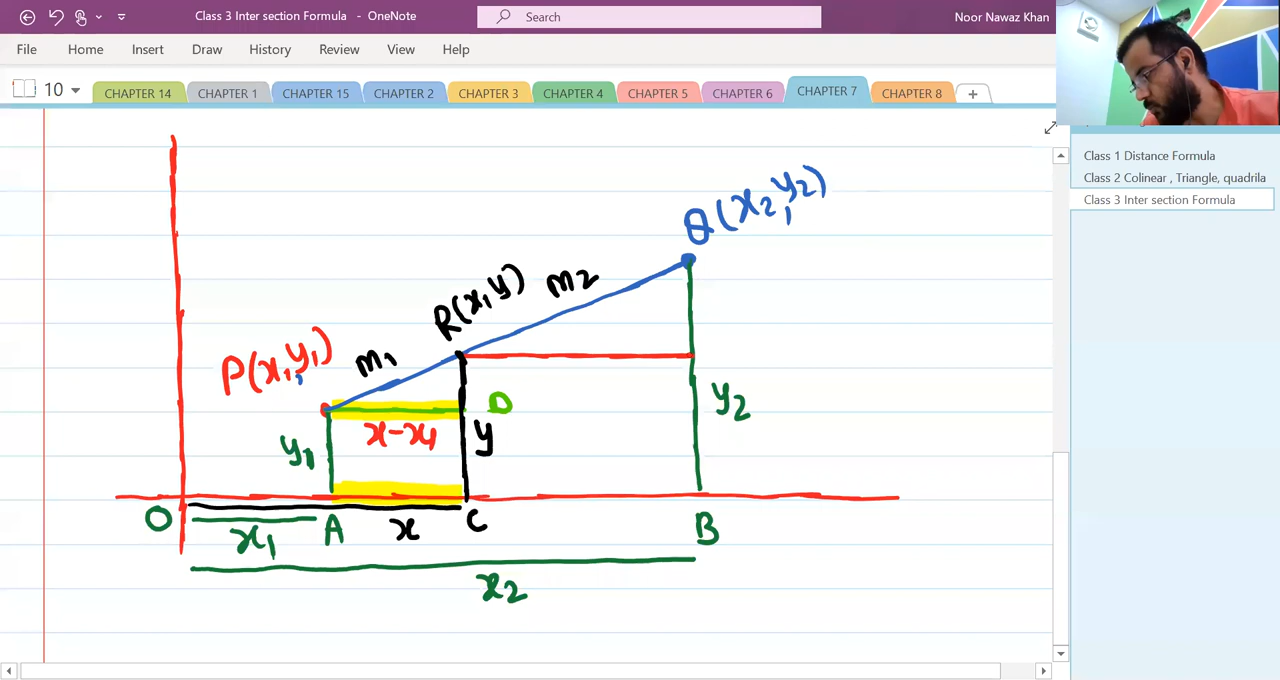 Class 3 Inter section Formula - OneNote
Search
Noor Nawaz Khan
File Home Insert Draw History Review View Help
10 CHAPTER 14 CHAPTER 1 CHAPTER 15 CHAPTER 2 CHAPTER 3 CHAPTER 4 CHAPTER 5 CHAPTER 6 CHAPTER 7 CHAPTER 8 +
Class 1 Distance Formula
Class 2 Colinear , Triangle, quadrila
Class 3 Inter section Formula
Q(x2,y2)
R(x,y) m2
P(x1,y1) m1
D
x-x1
y1 y y2
O x1 A x C B
x2